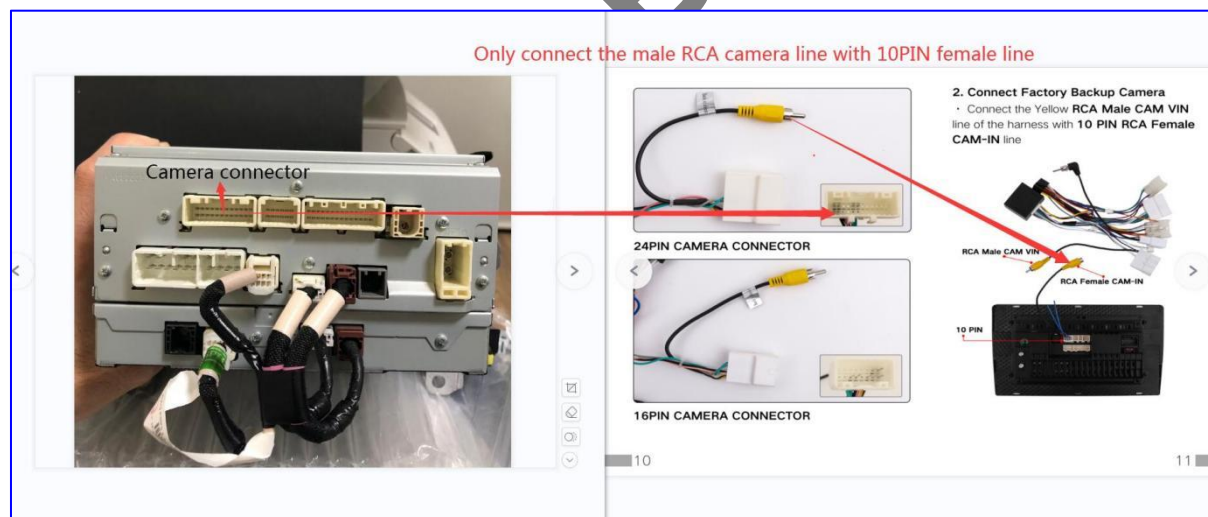 Only connect the male RCA camera line with 10PIN female line
Camera connector
24PIN CAMERA CONNECTOR
16PIN CAMERA CONNECTOR
2. Connect Factory Backup Camera
· Connect the Yellow RCA Male CAM VIN
line of the harness with 10 PIN RCA Female
CAM-IN line
RCA Male CAM VIN
RCA Female CAM-IN
10 PIN
10
11